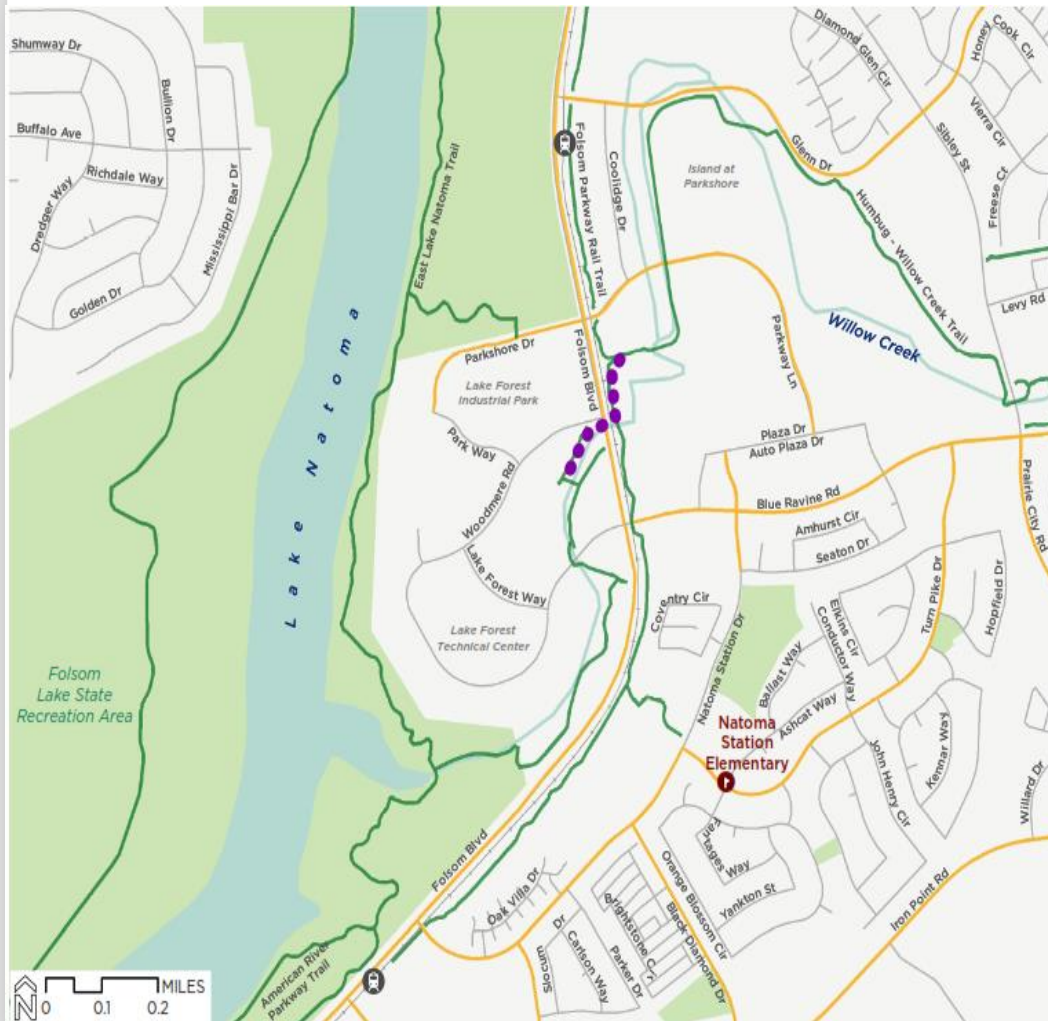 Shumway Dr
Bullion Dr
Buffalo Ave
Richdale Way
Dredger Way
Mississippi Bar Dr
Golden Dr
East Lake Natoma Trail
Lake Natoma
Folsom
Lake State
Recreation Area
Diamond Glen Cir
Honey
Cook Cir
Vierra Cir
Sibley St
Freese Ct
Levy Rd
Glenn Dr
Folsom Parkway Rail Trail
Coolidge Dr
Island at
Parkshore
Humbug - Willow Creek Trail
Willow Creek
Parkway Ln
Parkshore Dr
Folsom Blvd
Lake Forest
Industrial Park
Park Way
Woodmere Rd
Plaza Dr
Auto Plaza Dr
Blue Ravine Rd
Prairie City Rd
Amhurst Cir
Seaton Dr
Lake Forest Way
Lake Forest
Technical Center
Coventry Cir
Natoma Station Dr
Ballast Way
Elkins Cir
Conductor Way
Turn Pike Dr
Hopfield Dr
Ashcat Way
Natoma
Station
Elementary
John Henry Cir
Kennar Way
Willard Dr
Iron Point Rd
Folsom Blvd
Oak Villa Dr
Slocum
Dr
Carlson Way
Parker Dr
Brightstone Cir
Black Diamond Dr
Orange Blossom Cir
Yankton St
tages Way
American River
Parkway Trail
N
0 0.1 0.2
MILES